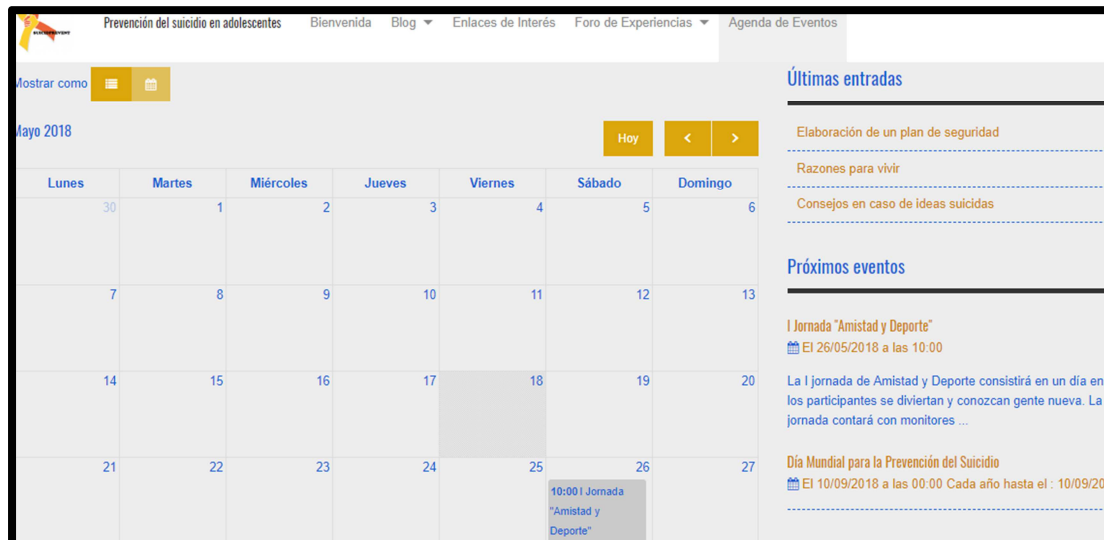 Prevención del suicidio en adolescentes Bienvenida Blog Enlaces de Interés Foro de Experiencias Agenda de Eventos
Mostrar como
Mayo 2018
Hoy < >
Lunes Martes Miércoles Jueves Viernes Sábado Domingo
30 1 2 3 4 5 6
7 8 9 10 11 12 13
14 15 16 17 18 19 20
21 22 23 24 25 26 27
10:00 I Jornada
"Amistad y
Deporte"
Últimas entradas
Elaboración de un plan de seguridad
Razones para vivir
Consejos en caso de ideas suicidas
Próximos eventos
I Jornada "Amistad y Deporte"
El 26/05/2018 a las 10:00
La I jornada de Amistad y Deporte consistirá en un día en
los participantes se diviertan y conozcan gente nueva. La
jornada contará con monitores ...
Día Mundial para la Prevención del Suicidio
El 10/09/2018 a las 00:00 Cada año hasta el : 10/09/20